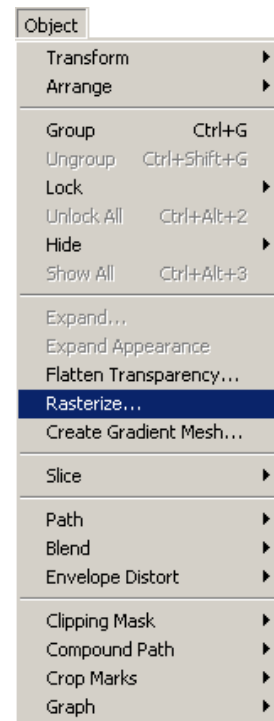 Object
Transform
Arrange
Group Ctrl+G
Ungroup Ctrl+Shift+G
Lock
Unlock All Ctrl+Alt+2
Hide
Show All Ctrl+Alt+3
Expand...
Expand Appearance
Flatten Transparency...
Rasterize...
Create Gradient Mesh...
Slice
Path
Blend
Envelope Distort
Clipping Mask
Compound Path
Crop Marks
Graph